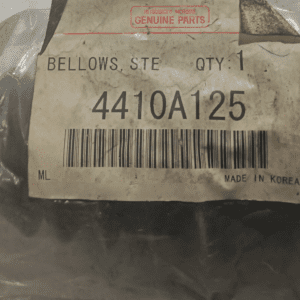 GENUINE PARTS
BELLOWS, STE QTY:1
4410A125
ML MADE IN KOREA